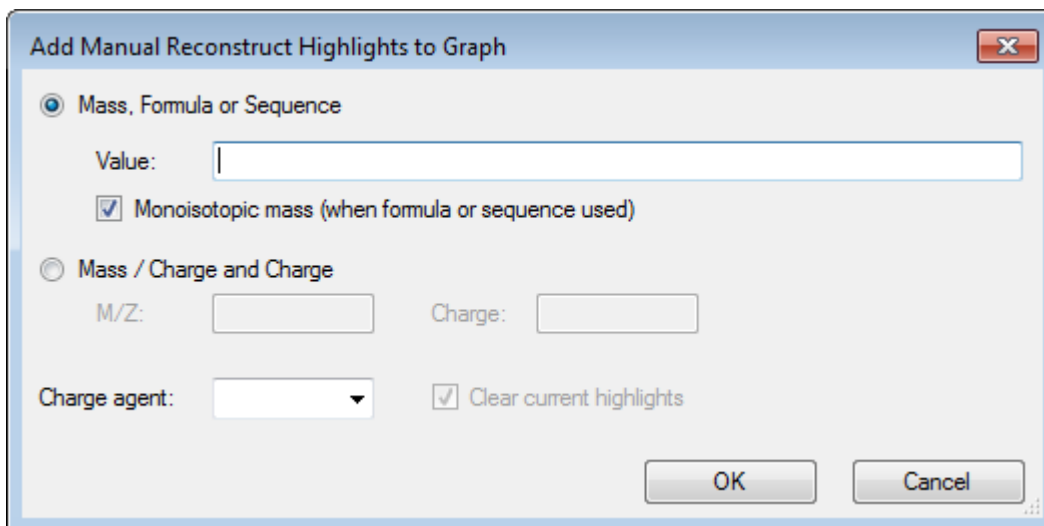 Add Manual Reconstruct Highlights to Graph
Mass, Formula or Sequence
Value:
Monoisotopic mass (when formula or sequence used)
Mass / Charge and Charge
M/Z: Charge:
Charge agent: Clear current highlights
OK Cancel